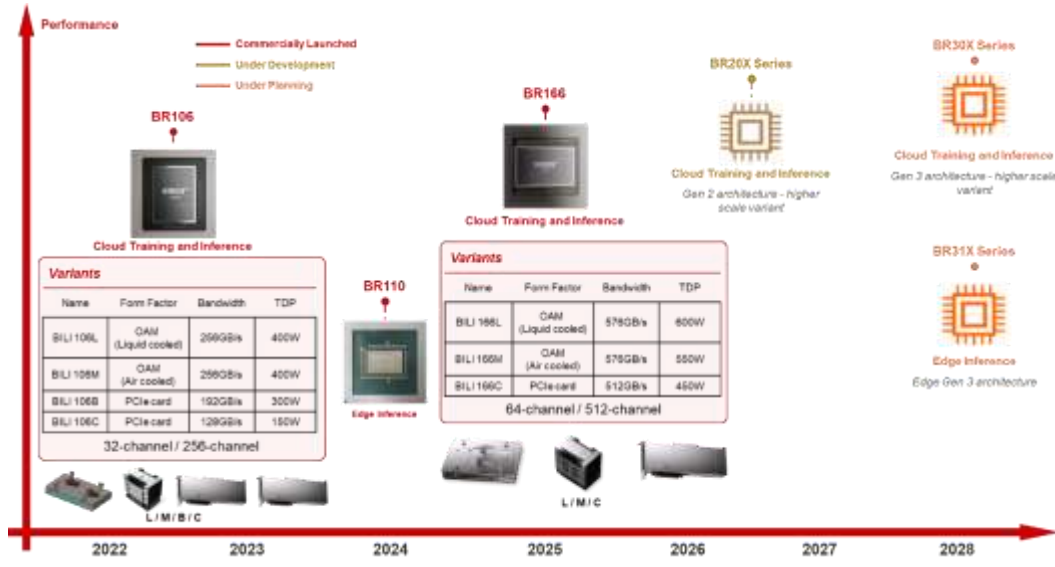 Performance
Commercially Launched
Under Development
Under Planning
BR106
Cloud Training and Inference
Variants
Name Form Factor Bandwidth TDP
BILI 106L OAM (Liquid cooled) 256GB/s 400W
BILI 106M OAM (Air cooled) 256GB/s 400W
BILI 106B PCIe card 192GB/s 300W
BILI 106C PCIe card 128GB/s 150W
32-channel / 256-channel
L / M / B / C
BR110
Edge Inference
BR166
Cloud Training and Inference
Variants
Name Form Factor Bandwidth TDP
BILI 166L OAM (Liquid cooled) 576GB/s 600W
BILI 166M OAM (Air cooled) 576GB/s 550W
BILI 166C PCIe card 512GB/s 450W
64-channel / 512-channel
L / M / C
BR20X Series
Cloud Training and Inference
Gen 2 architecture - higher
scale variant
BR30X Series
Cloud Training and Inference
Gen 3 architecture - higher scale
variant
BR31X Series
Edge Inference
Edge Gen 3 architecture
2022 2023 2024 2025 2026 2027 2028